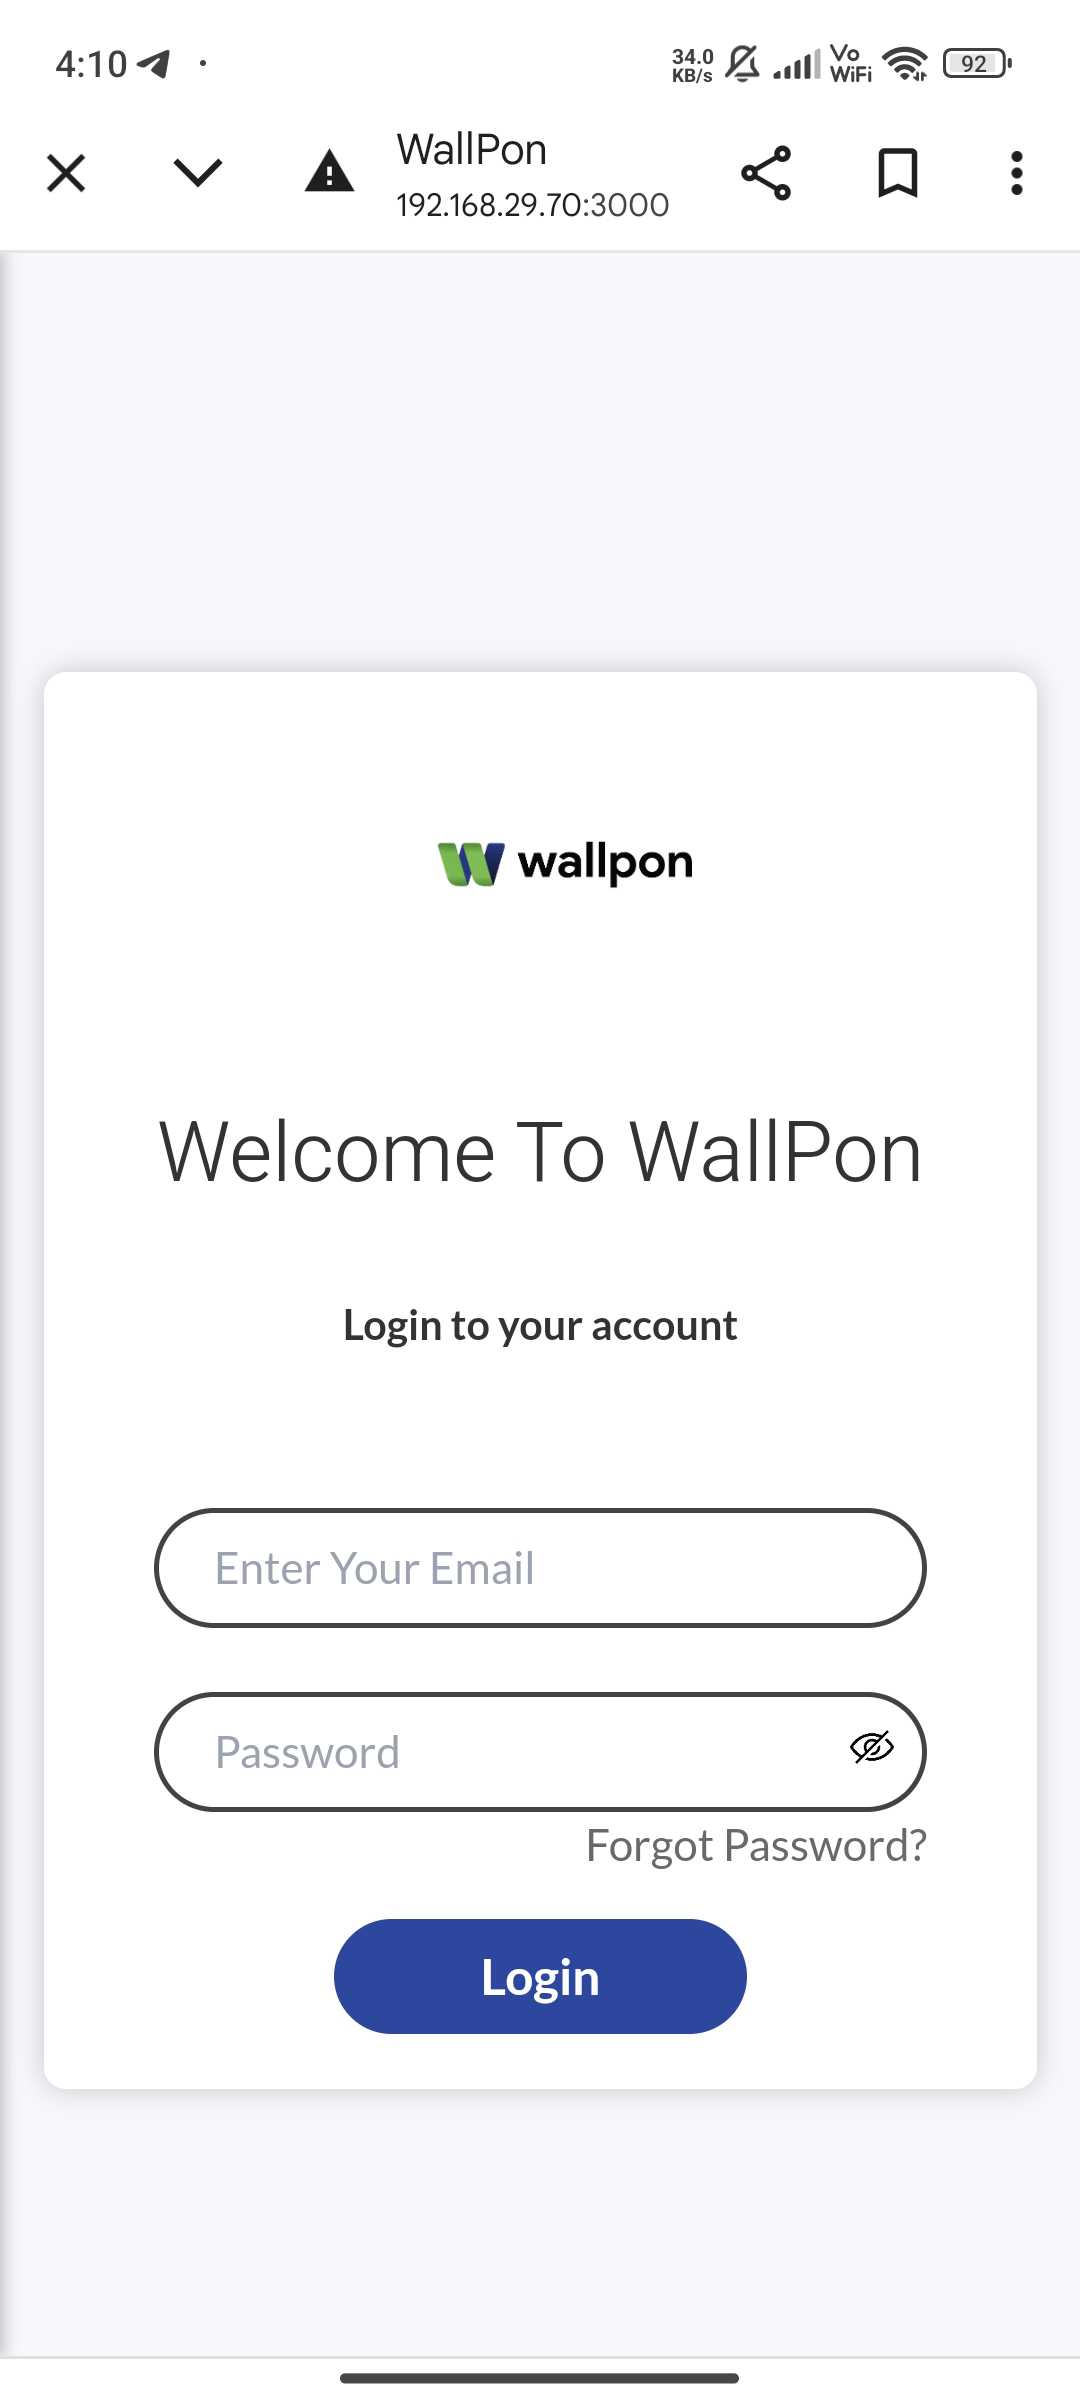 4:10
34.0
KB/s
Vo
WiFi
92
WallPon
192.168.29.70:3000
wallpon
Welcome To WallPon
Login to your account
Enter Your Email
Password
Forgot Password?
Login